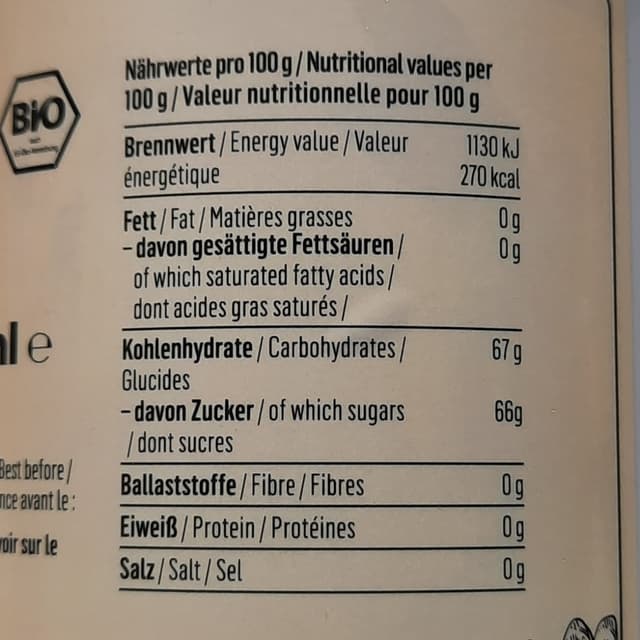 Nährwerte pro 100 g / Nutritional values per
100 g / Valeur nutritionnelle pour 100 g
BIO
Brennwert / Energy value / Valeur 1130 kJ
énergétique 270 kcal
Fett / Fat / Matières grasses 0 g
– davon gesättigte Fettsäuren / 0 g
of which saturated fatty acids /
dont acides gras saturés /
Kohlenhydrate / Carbohydrates / 67 g
Glucides
– davon Zucker / of which sugars 66g
/ dont sucres
Ballaststoffe / Fibre / Fibres 0 g
Eiweiß / Protein / Protéines 0 g
Salz / Salt / Sel 0 g
l e
Best before /
nce avant le :
voir sur le